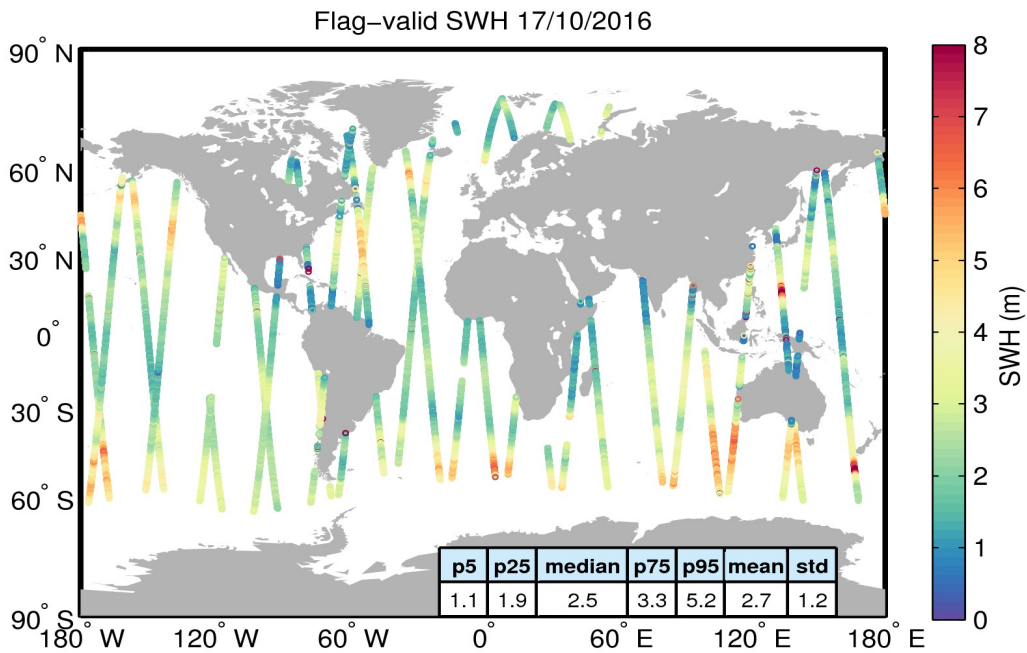 Flag−valid SWH 17/10/2016
90° N
60° N
30° N
0°
30° S
60° S
90° S
180° W
120° W
60° W
0°
60° E
120° E
180° E
p5 p25 median p75 p95 mean std
1.1 1.9 2.5 3.3 5.2 2.7 1.2
8
7
6
5
4
3
2
1
0
SWH (m)